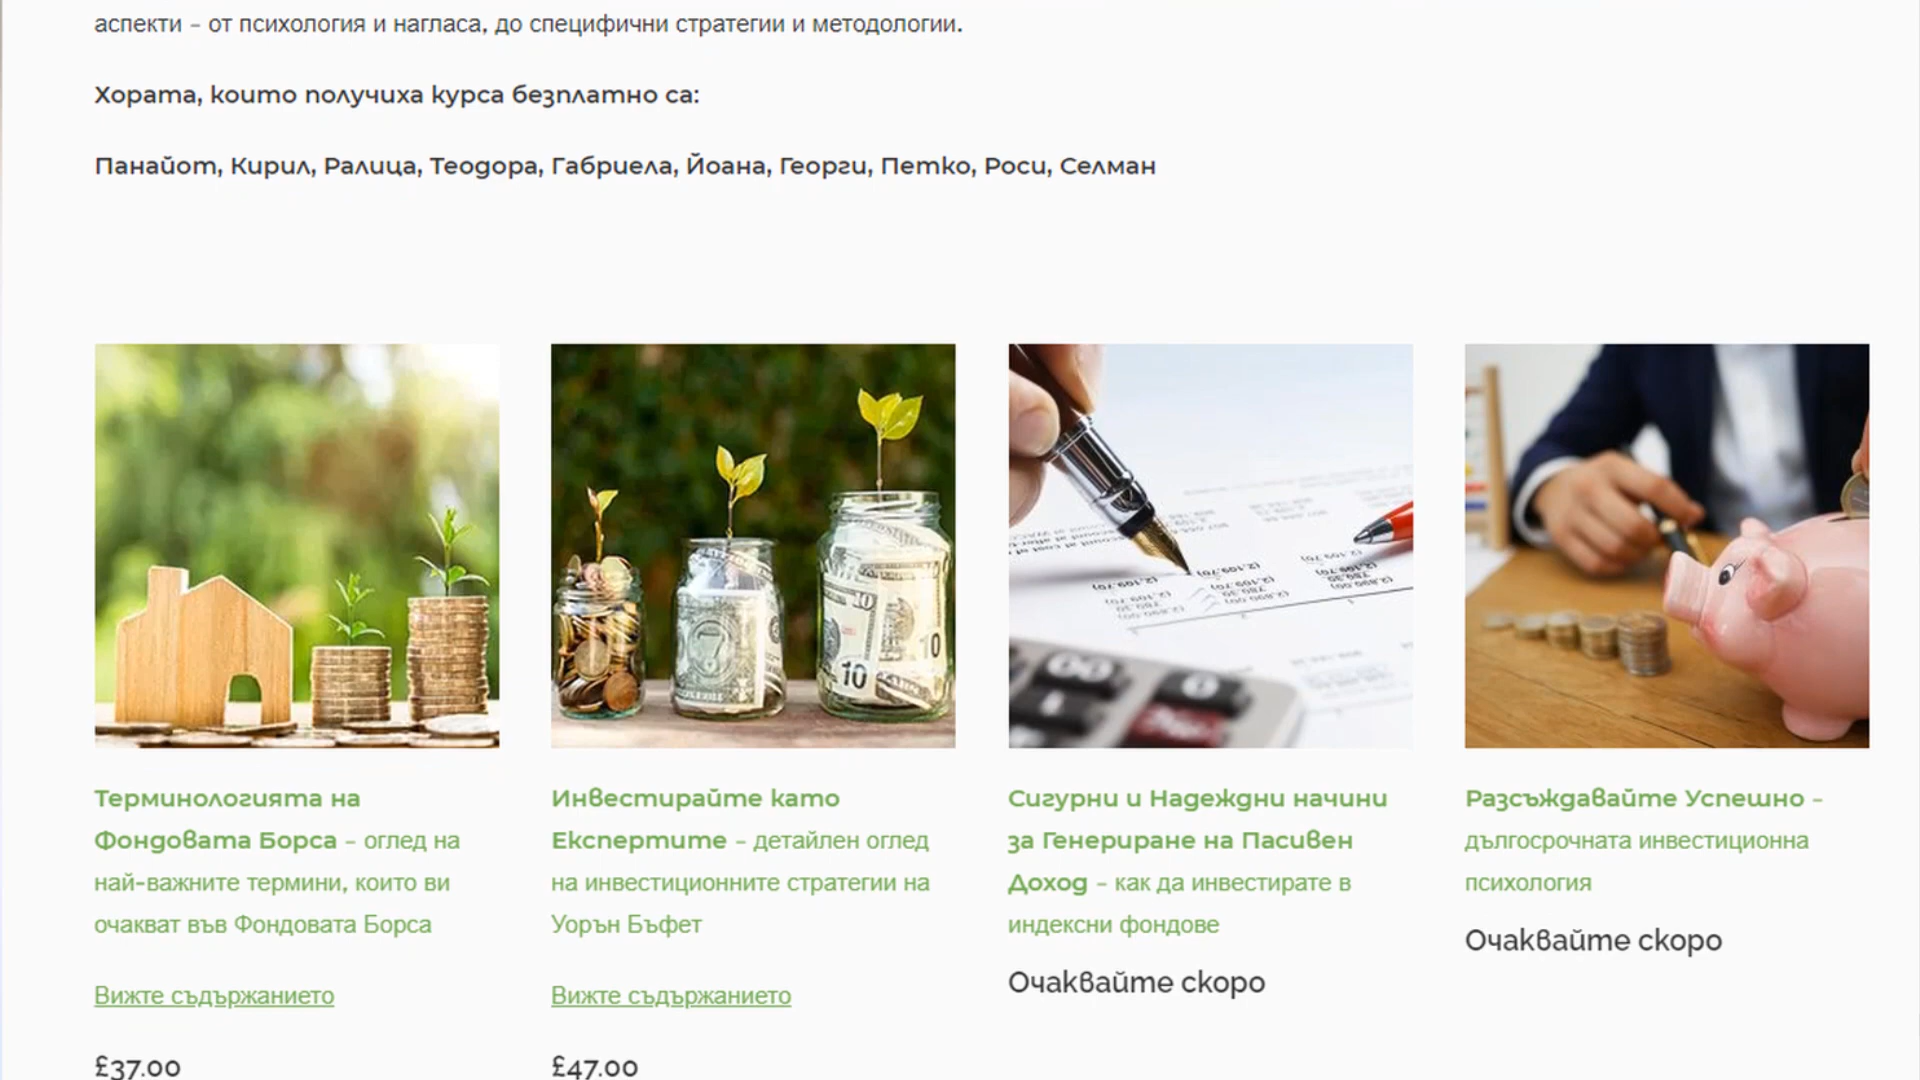 аспекти - от психология и нагласа, до специфични стратегии и методологии.
Хората, които получиха курса безплатно са:
Панайот, Кирил, Ралица, Теодора, Габриела, Йоана, Георги, Петко, Роси, Селман
Терминологията на
Фондовата Борса - оглед на
най-важните термини, които ви
очакват във Фондовата Борса
Вижте съдържанието
£37.00
Инвестирайте като
Експертите - детайлен оглед
на инвестиционните стратегии на
Уорън Бъфет
Вижте съдържанието
£47.00
Сигурни и Надеждни начини
за Генериране на Пасивен
Доход - как да инвестирате в
индексни фондове
Очаквайте скоро
Разсъждавайте Успешно -
дългосрочната инвестиционна
психология
Очаквайте скоро